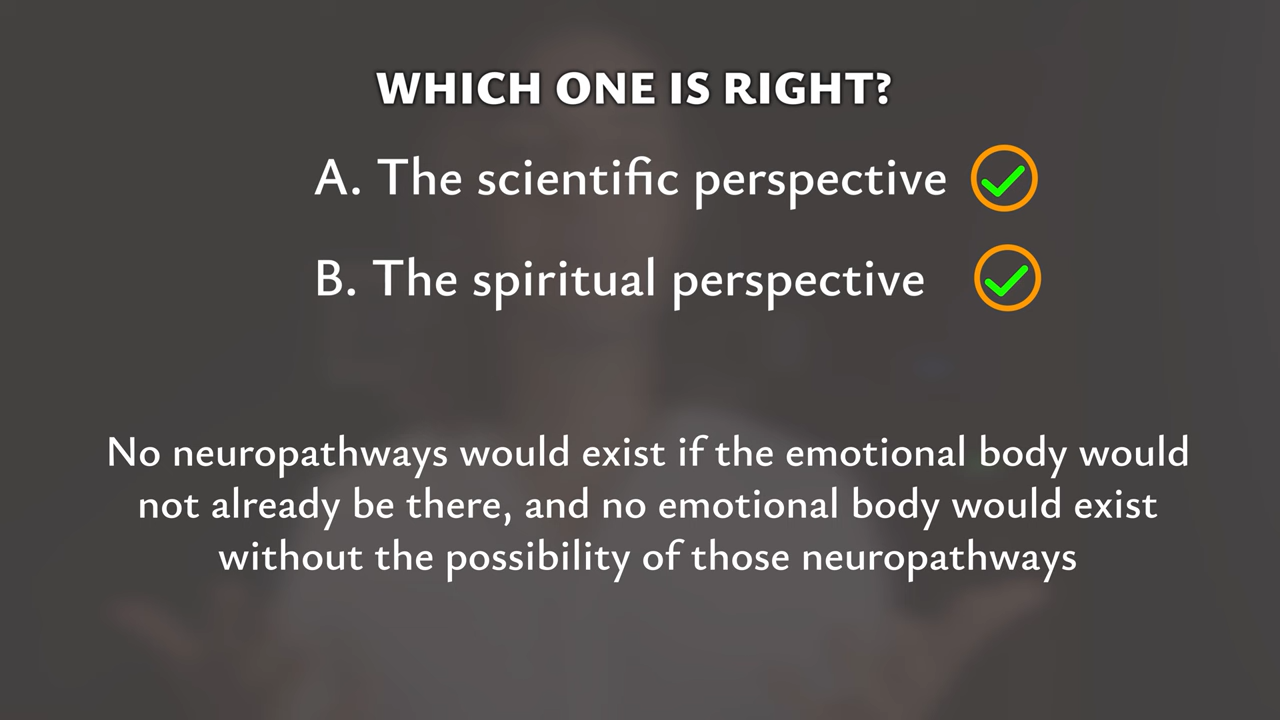 WHICH ONE IS RIGHT?
A. The scientific perspective
B. The spiritual perspective
No neuropathways would exist if the emotional body would
not already be there, and no emotional body would exist
without the possibility of those neuropathways